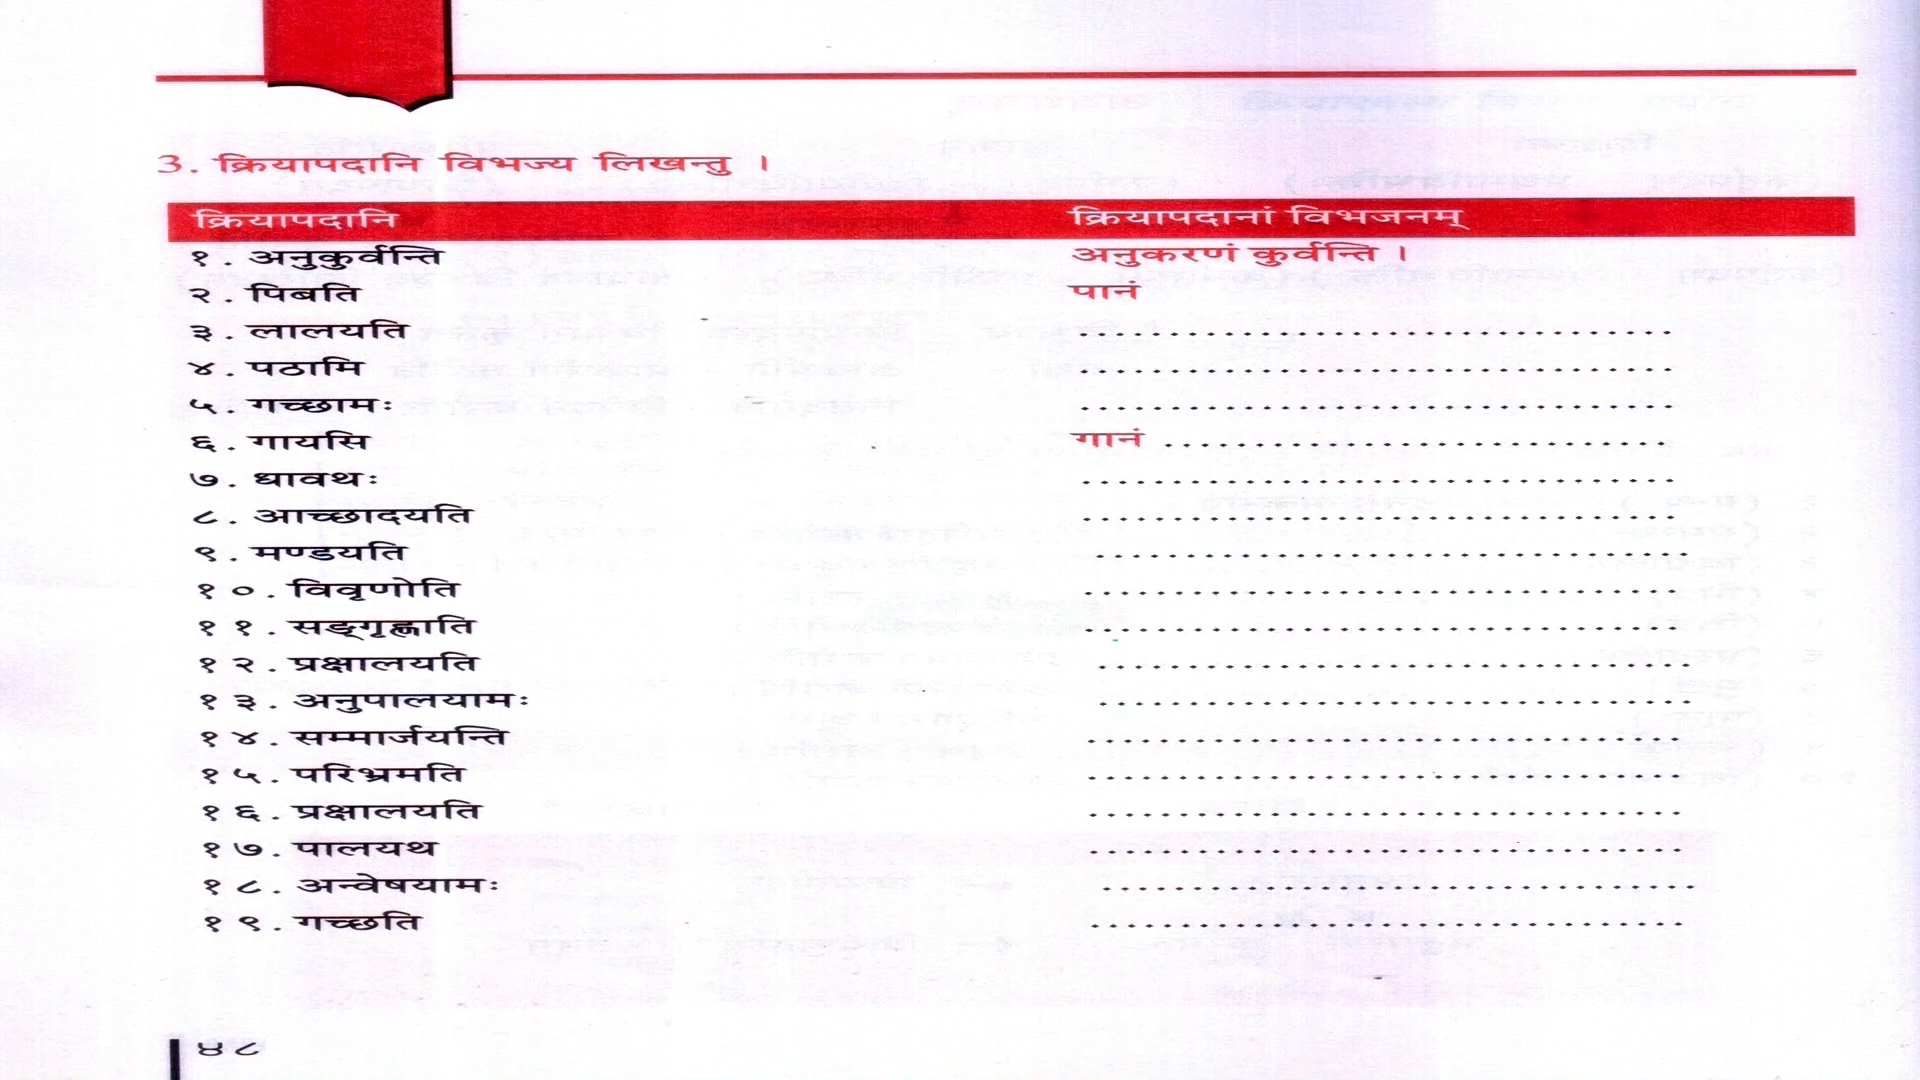 3. क्रियापदानि विभज्य लिखन्तु ।
क्रियापदानि क्रियापदानां विभजनम्
१. अनुकुर्वन्ति अनुकरणं कुर्वन्ति ।
२. पिबति पानं
३. लालयति ..................................
४. पठामि ..................................
५. गच्छामः ..................................
६. गायसि गानं .............................
७. धावथः ..................................
८. आच्छादयति ..................................
९. मण्डयति ..................................
१०. विवृणोति ..................................
११. सङ्गृह्णाति ..................................
१२. प्रक्षालयति ..................................
१३. अनुपालयामः ..................................
१४. सम्मार्जयन्ति ..................................
१५. परिभ्रमति ..................................
१६. प्रक्षालयति ..................................
१७. पालयथ ..................................
१८. अन्वेषयामः ..................................
१९. गच्छति ..................................
४८